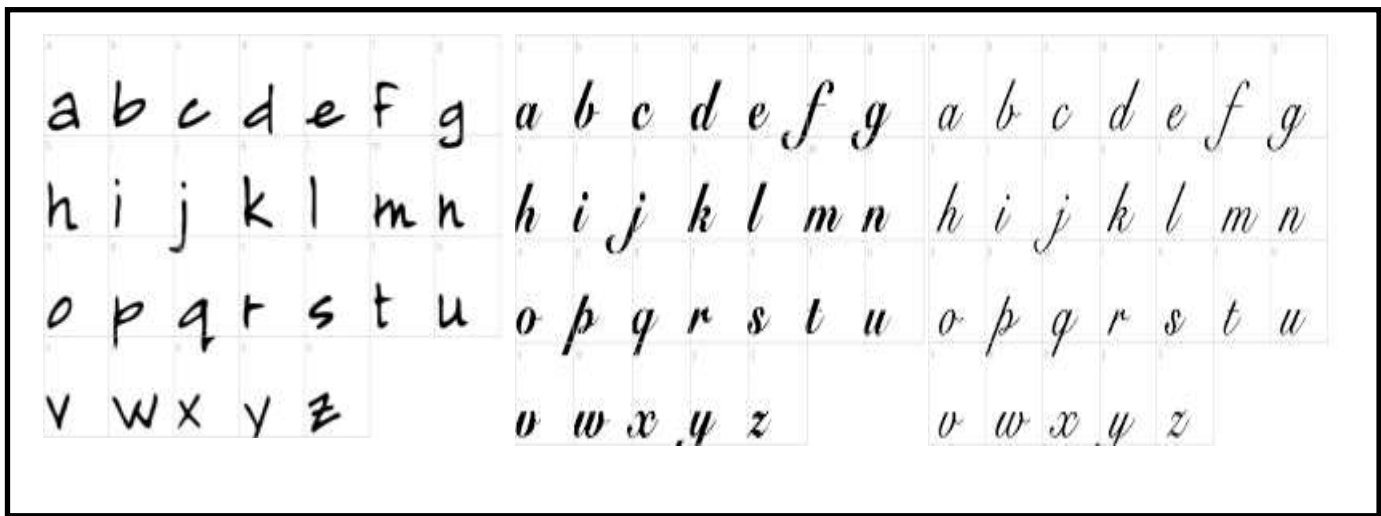 a b c d e f g a b c d e f g a b c d e f g
h i j k l m n h i j k l m n h i j k l m n
o p q r s t u o p q r s t u o p q r s t u
v w x y z v w x y z v w x y z